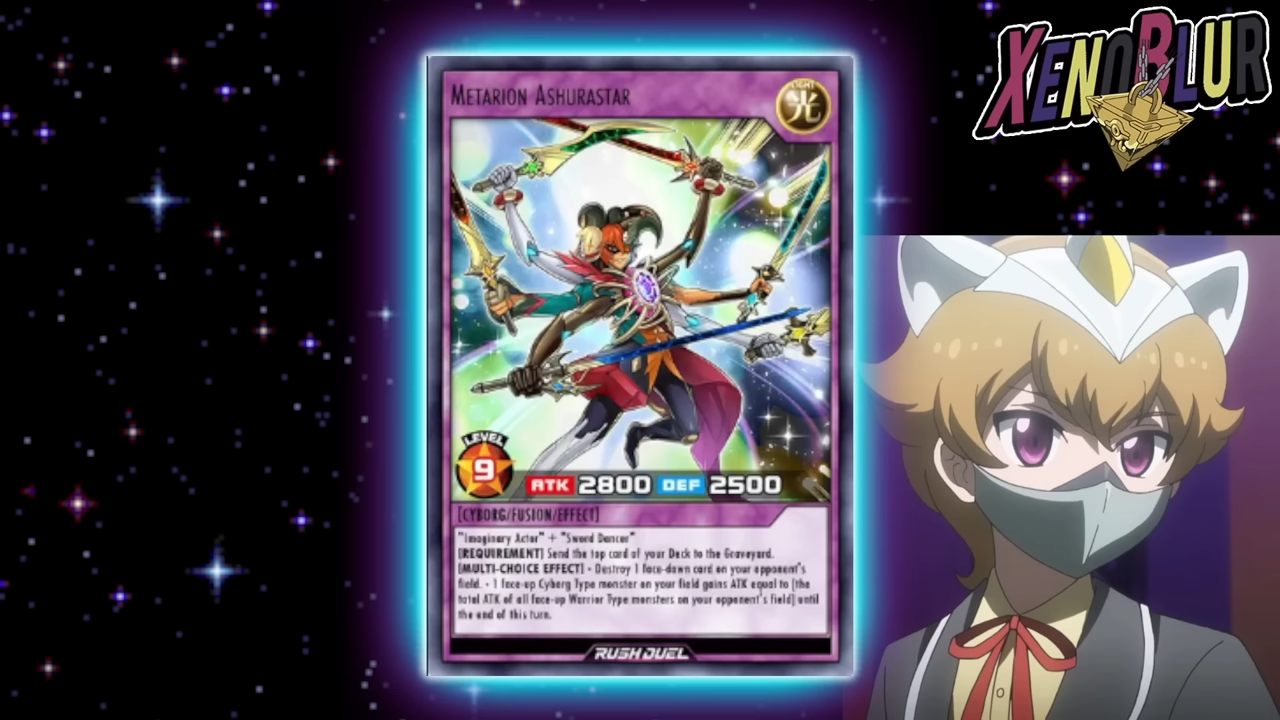 XENOBLUR
METARION ASHURASTAR
LIGHT
光
LEVEL
9
ATK 2800 DEF 2500
[CYBORG/FUSION/EFFECT]
"Imaginary Actor" + "Sword Dancer"
[REQUIREMENT] Send the top card of your Deck to the Graveyard.
[MULTI-CHOICE EFFECT] • Destroy 1 face-down card on your opponent's
field. • 1 face-up Cyberg Type monster on your field gains ATK equal to [the
total ATK of all face-up Warrior Type monsters on your opponent's field] until
the end of this turn.
RUSH DUEL